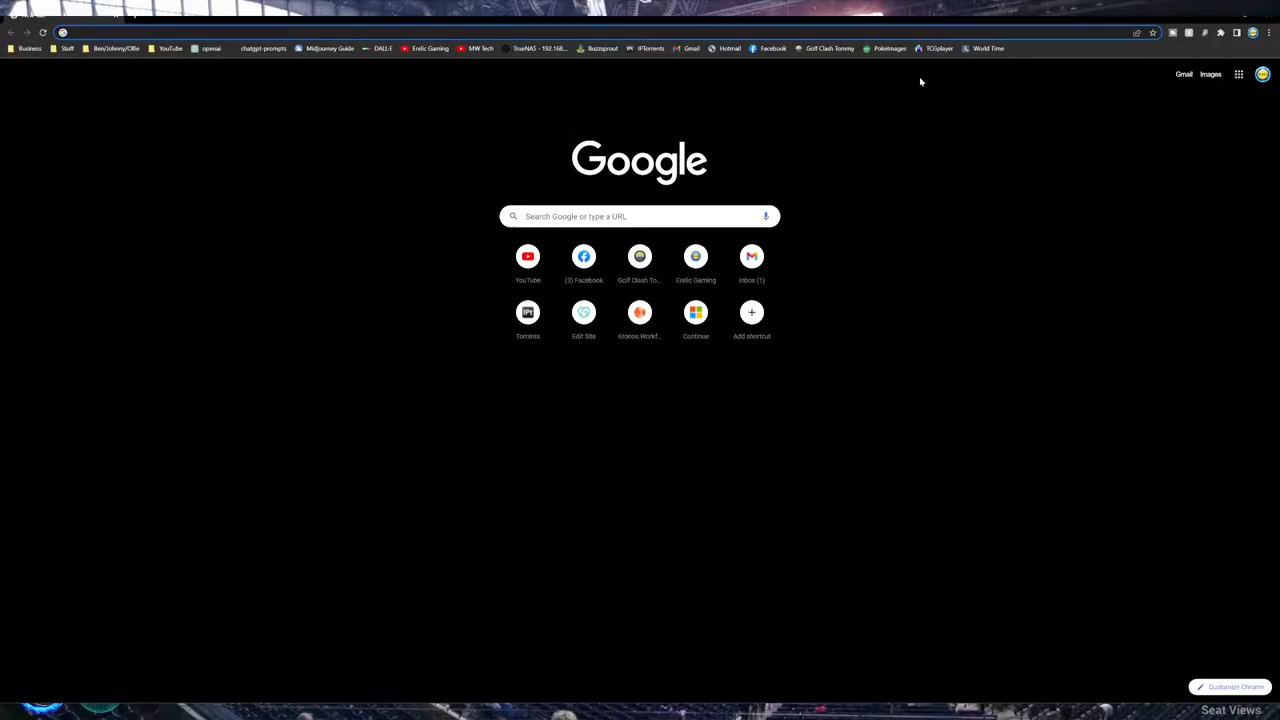 Business Stuff Ben/Johnny/Ollie YouTube openai chatgpt-prompts Midjourney Guide DALL·E Erelic Gaming MW Tech TrueNAS - 192.168,... Buzzsprout IPTorrents Gmail Hotmail Facebook Golf Clash Tommy PokeImages TCGplayer World Time
Gmail Images
Google
Search Google or type a URL
YouTube (3) Facebook Golf Clash To... Erelic Gaming Inbox (1)
IPT
Torrents Edit Site Kronos Workf... Continue Add shortcut
Customize Chrome
Seat Views